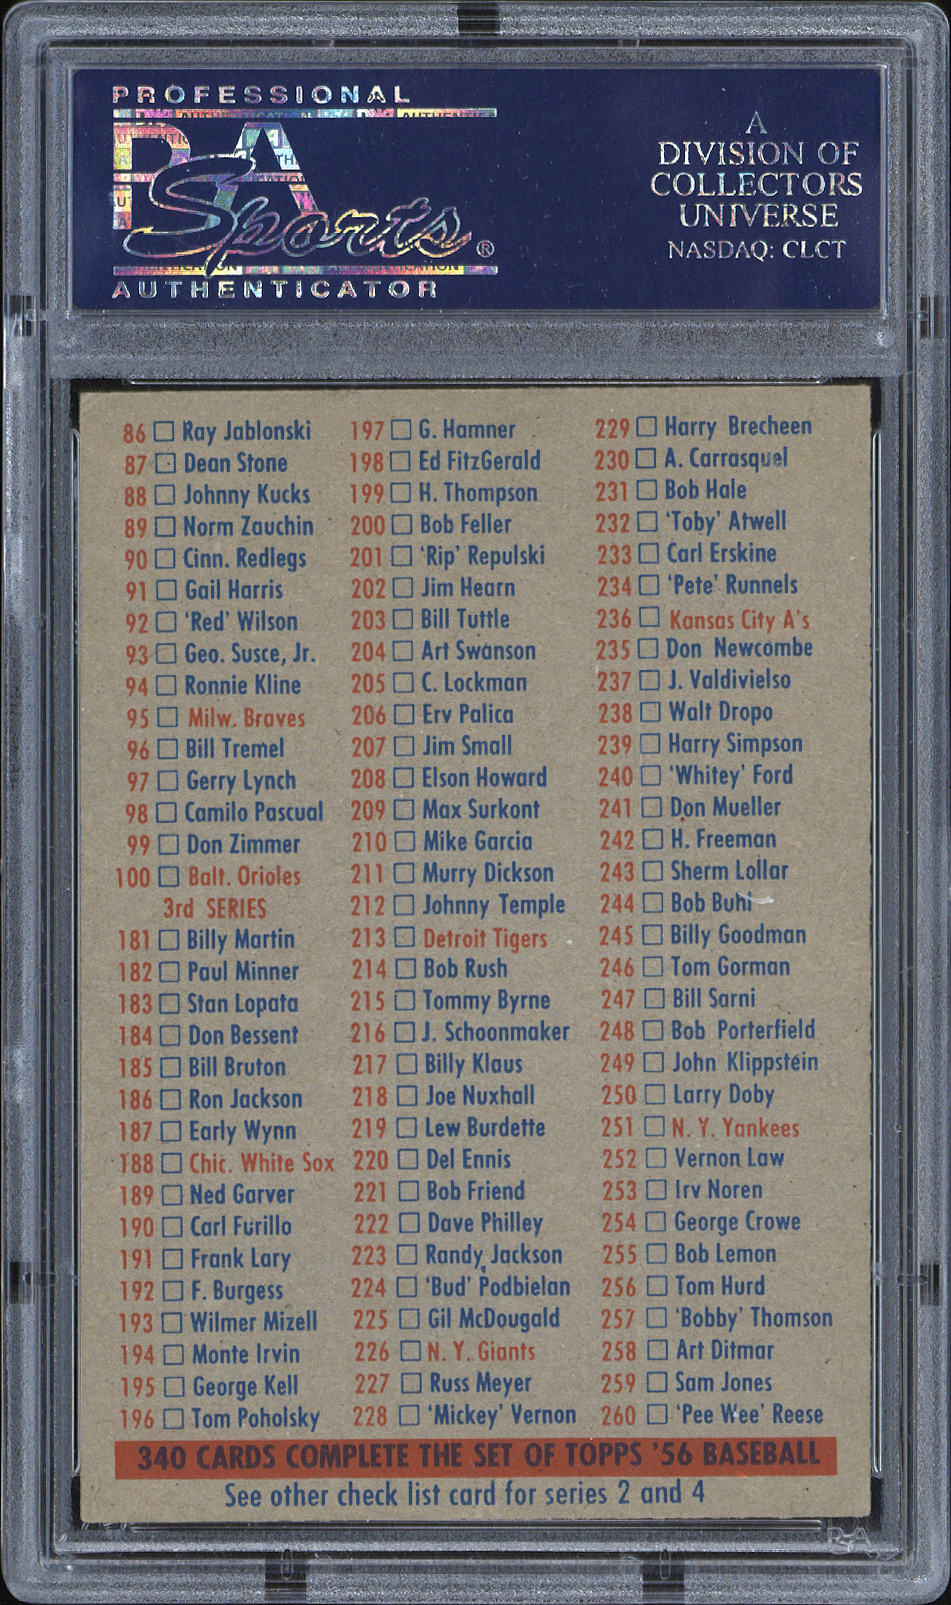 PROFESSIONAL
PSA
Sports®
AUTHENTICATOR
A
DIVISION OF
COLLECTORS
UNIVERSE
NASDAQ: CLCT
86 Ray Jablonski
87 Dean Stone
88 Johnny Kucks
89 Norm Zauchin
90 Cinn. Redlegs
91 Gail Harris
92 'Red' Wilson
93 Geo. Susce, Jr.
94 Ronnie Kline
95 Milw. Braves
96 Bill Tremel
97 Gerry Lynch
98 Camilo Pascual
99 Don Zimmer
100 Balt. Orioles
3rd SERIES
181 Billy Martin
182 Paul Minner
183 Stan Lopata
184 Don Bessent
185 Bill Bruton
186 Ron Jackson
187 Early Wynn
188 Chic. White Sox
189 Ned Garver
190 Carl Furillo
191 Frank Lary
192 F. Burgess
193 Wilmer Mizell
194 Monte Irvin
195 George Kell
196 Tom Poholsky
197 G. Hamner
198 Ed FitzGerald
199 H. Thompson
200 Bob Feller
201 'Rip' Repulski
202 Jim Hearn
203 Bill Tuttle
204 Art Swanson
205 C. Lockman
206 Erv Palica
207 Jim Small
208 Elson Howard
209 Max Surkont
210 Mike Garcia
211 Murry Dickson
212 Johnny Temple
213 Detroit Tigers
214 Bob Rush
215 Tommy Byrne
216 J. Schoonmaker
217 Billy Klaus
218 Joe Nuxhall
219 Lew Burdette
220 Del Ennis
221 Bob Friend
222 Dave Philley
223 Randy Jackson
224 'Bud' Podbielan
225 Gil McDougald
226 N. Y. Giants
227 Russ Meyer
228 'Mickey' Vernon
229 Harry Brecheen
230 A. Carrasquel
231 Bob Hale
232 'Toby' Atwell
233 Carl Erskine
234 'Pete' Runnels
236 Kansas City A's
235 Don Newcombe
237 J. Valdivielso
238 Walt Dropo
239 Harry Simpson
240 'Whitey' Ford
241 Don Mueller
242 H. Freeman
243 Sherm Lollar
244 Bob Buhl
245 Billy Goodman
246 Tom Gorman
247 Bill Sarni
248 Bob Porterfield
249 John Klippstein
250 Larry Doby
251 N. Y. Yankees
252 Vernon Law
253 Irv Noren
254 George Crowe
255 Bob Lemon
256 Tom Hurd
257 'Bobby' Thomson
258 Art Ditmar
259 Sam Jones
260 'Pee Wee' Reese
340 CARDS COMPLETE THE SET OF TOPPS '56 BASEBALL
See other check list card for series 2 and 4